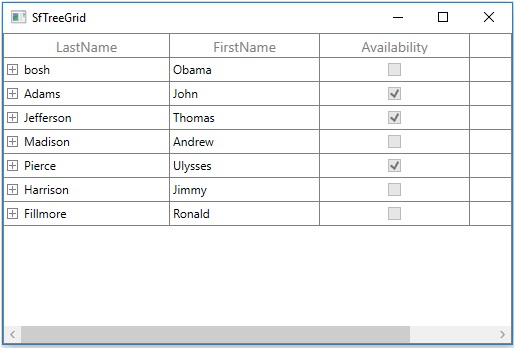 SfTreeGrid
LastName FirstName Availability
bosh Obama
Adams John
Jefferson Thomas
Madison Andrew
Pierce Ulysses
Harrison Jimmy
Fillmore Ronald